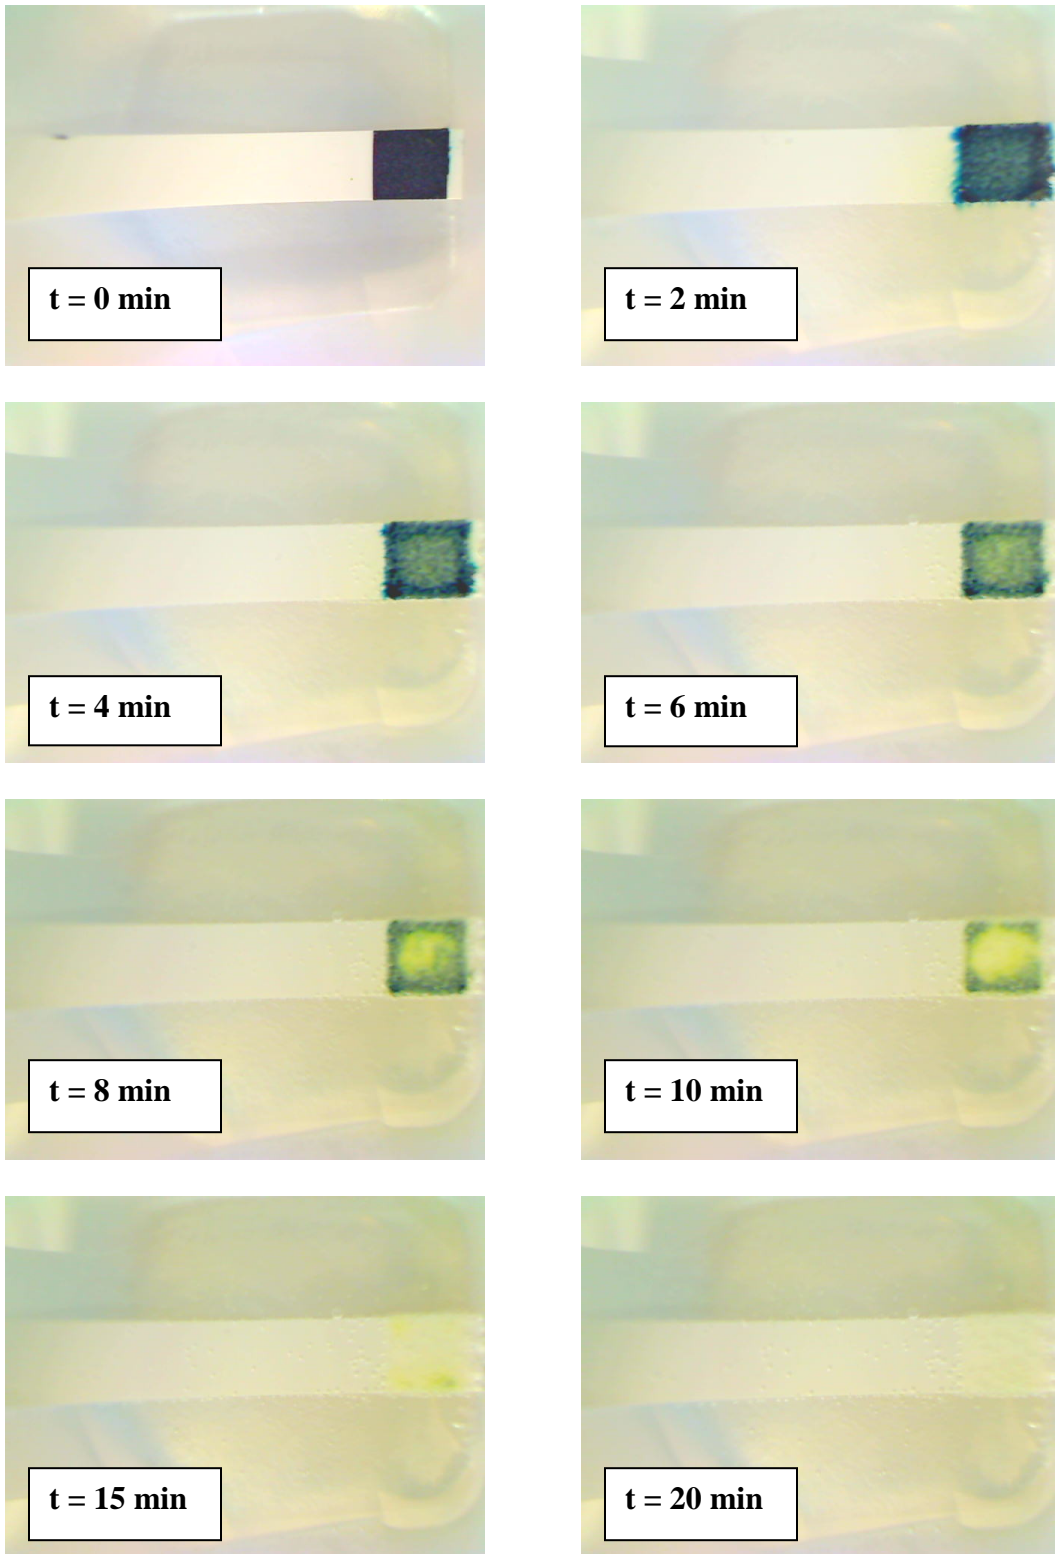 t = 0 min
t = 2 min
t = 4 min
t = 6 min
t = 8 min
t = 10 min
t = 15 min
t = 20 min